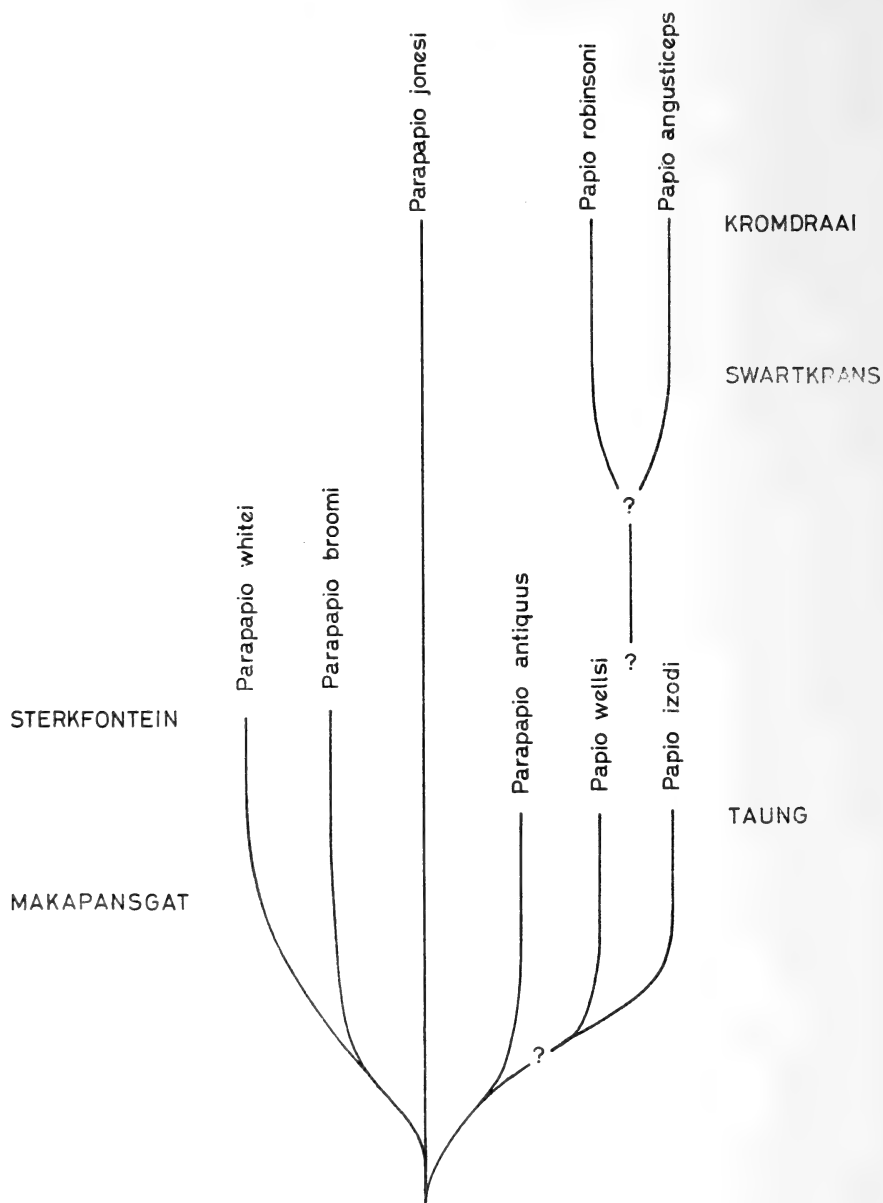 Parapapio jonesi
Papio robinsoni
Papio angusticeps
KROMDRAAI
SWARTKRANS
Parapapio whitei
Parapapio broomi
?
?
Parapapio antiquus
Papio wellsi
Papio izodi
STERKFONTEIN
TAUNG
MAKAPANSGAT
?